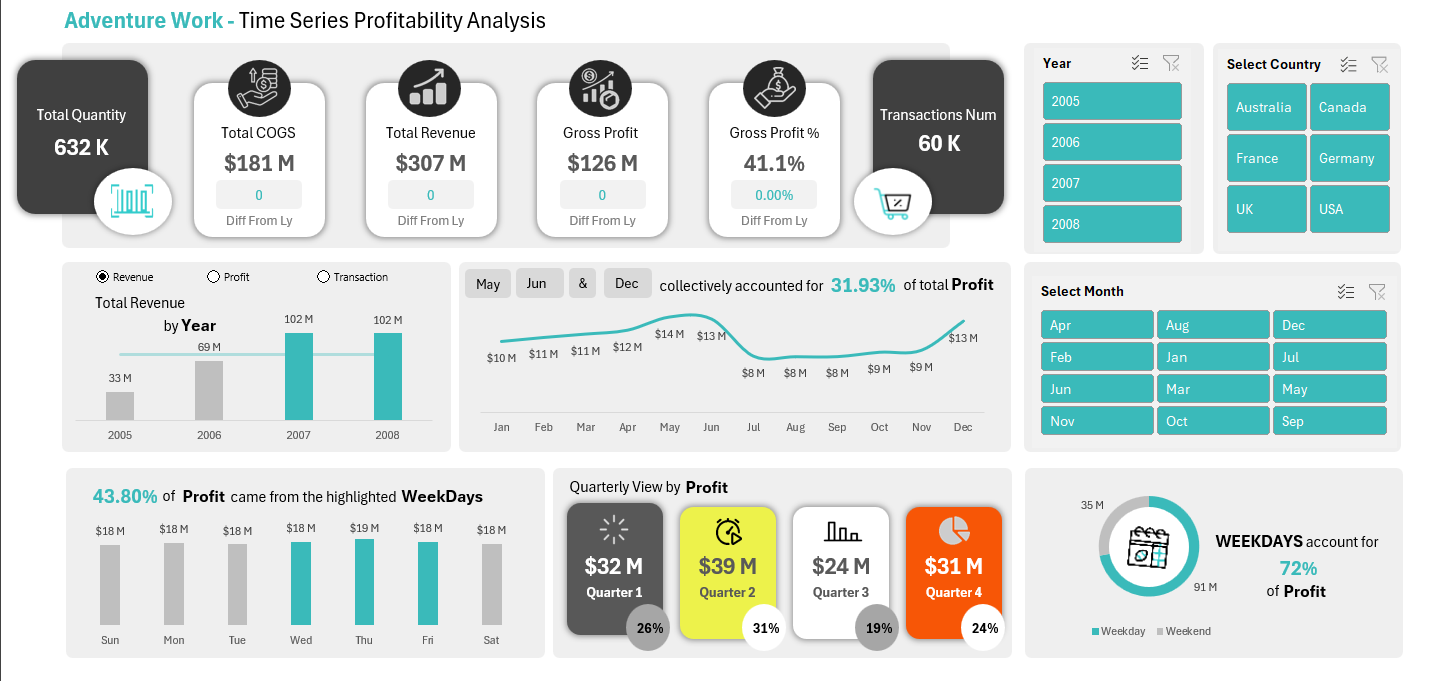 Adventure Work - Time Series Profitability Analysis
Total Quantity
632 K
Total COGS
$181 M
0
Diff From Ly
Total Revenue
$307 M
0
Diff From Ly
Gross Profit
$126 M
0
Diff From Ly
Gross Profit %
41.1%
0.00%
Diff From Ly
Transactions Num
60 K
Year
2005
2006
2007
2008
Select Country
Australia
Canada
France
Germany
UK
USA
Revenue
Profit
Transaction
Total Revenue
by Year
33 M
69 M
102 M
102 M
2005
2006
2007
2008
May Jun & Dec collectively accounted for 31.93% of total Profit
$10 M
$11 M
$11 M
$12 M
$14 M
$13 M
$8 M
$8 M
$8 M
$9 M
$9 M
$13 M
Jan
Feb
Mar
Apr
May
Jun
Jul
Aug
Sep
Oct
Nov
Dec
Select Month
Apr
Aug
Dec
Feb
Jan
Jul
Jun
Mar
May
Nov
Oct
Sep
43.80% of Profit came from the highlighted WeekDays
$18 M
$18 M
$18 M
$18 M
$19 M
$18 M
$18 M
Sun
Mon
Tue
Wed
Thu
Fri
Sat
Quarterly View by Profit
$32 M
Quarter 1
26%
$39 M
Quarter 2
31%
$24 M
Quarter 3
19%
$31 M
Quarter 4
24%
35 M
91 M
Weekday
Weekend
WEEKDAYS account for
72%
of Profit